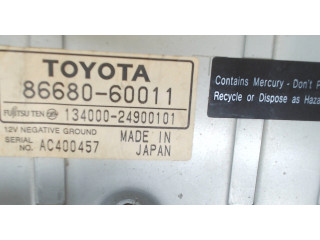 TOYOTA
86680-60011
FUJITSU TEN 134000-24900101
12V NEGATIVE GROUND
SERIAL NO. AC400457
MADE IN JAPAN
Contains Mercury - Don't
Recycle or Dispose as Haza